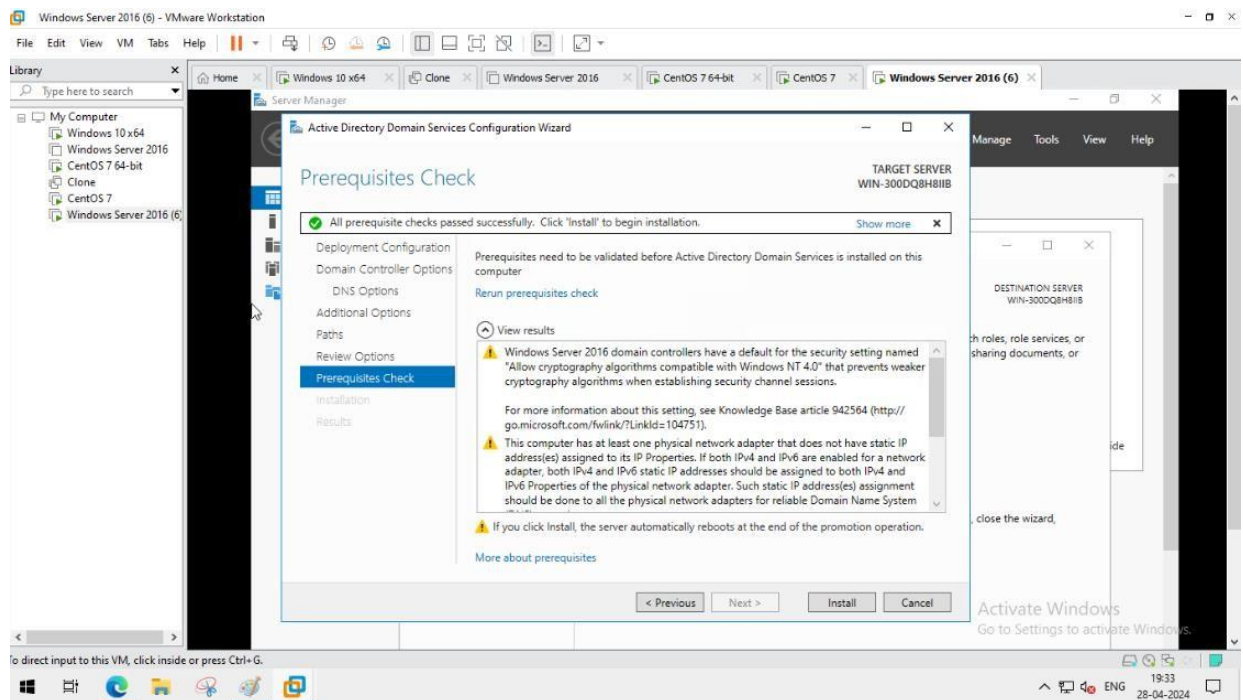 Windows Server 2016 (6) - VMware Workstation
File Edit View VM Tabs Help
Library
Type here to search
My Computer
Windows 10 x64
Windows Server 2016
CentOS 7 64-bit
Clone
CentOS 7
Windows Server 2016 (6)
Home Windows 10 x64 Clone Windows Server 2016 CentOS 7 64-bit CentOS 7 Windows Server 2016 (6)
Server Manager
Manage Tools View Help
Active Directory Domain Services Configuration Wizard
Prerequisites Check
TARGET SERVER
WIN-300DQ8H8IIB
All prerequisite checks passed successfully. Click 'Install' to begin installation. Show more
Deployment Configuration
Domain Controller Options
DNS Options
Additional Options
Paths
Review Options
Prerequisites Check
Installation
Results
Prerequisites need to be validated before Active Directory Domain Services is installed on this
computer
Rerun prerequisites check
View results
Windows Server 2016 domain controllers have a default for the security setting named
"Allow cryptography algorithms compatible with Windows NT 4.0" that prevents weaker
cryptography algorithms when establishing security channel sessions.
For more information about this setting, see Knowledge Base article 942564 (http://
go.microsoft.com/fwlink/?LinkId=104751).
This computer has at least one physical network adapter that does not have static IP
address(es) assigned to its IP Properties. If both IPv4 and IPv6 are enabled for a network
adapter, both IPv4 and IPv6 static IP addresses should be assigned to both IPv4 and
IPv6 Properties of the physical network adapter. Such static IP address(es) assignment
should be done to all the physical network adapters for reliable Domain Name System
If you click Install, the server automatically reboots at the end of the promotion operation.
More about prerequisites
< Previous Next > Install Cancel
DESTINATION SERVER
WIN-300DQ8H8IIB
ch roles, role services, or
sharing documents, or
ide
, close the wizard,
Activate Windows
Go to Settings to activate Windows.
To direct input to this VM, click inside or press Ctrl+G.
ENG
19:33
28-04-2024